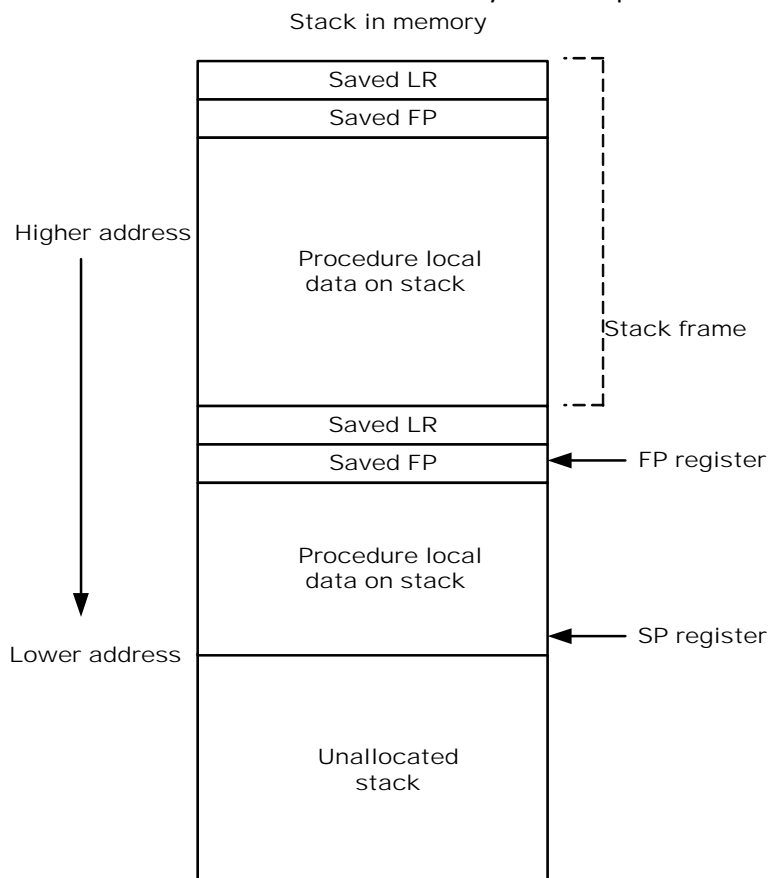 Stack in memory
Saved LR
Saved FP
Higher address
Procedure local
data on stack
Stack frame
Saved LR
Saved FP
FP register
Procedure local
data on stack
SP register
Lower address
Unallocated
stack